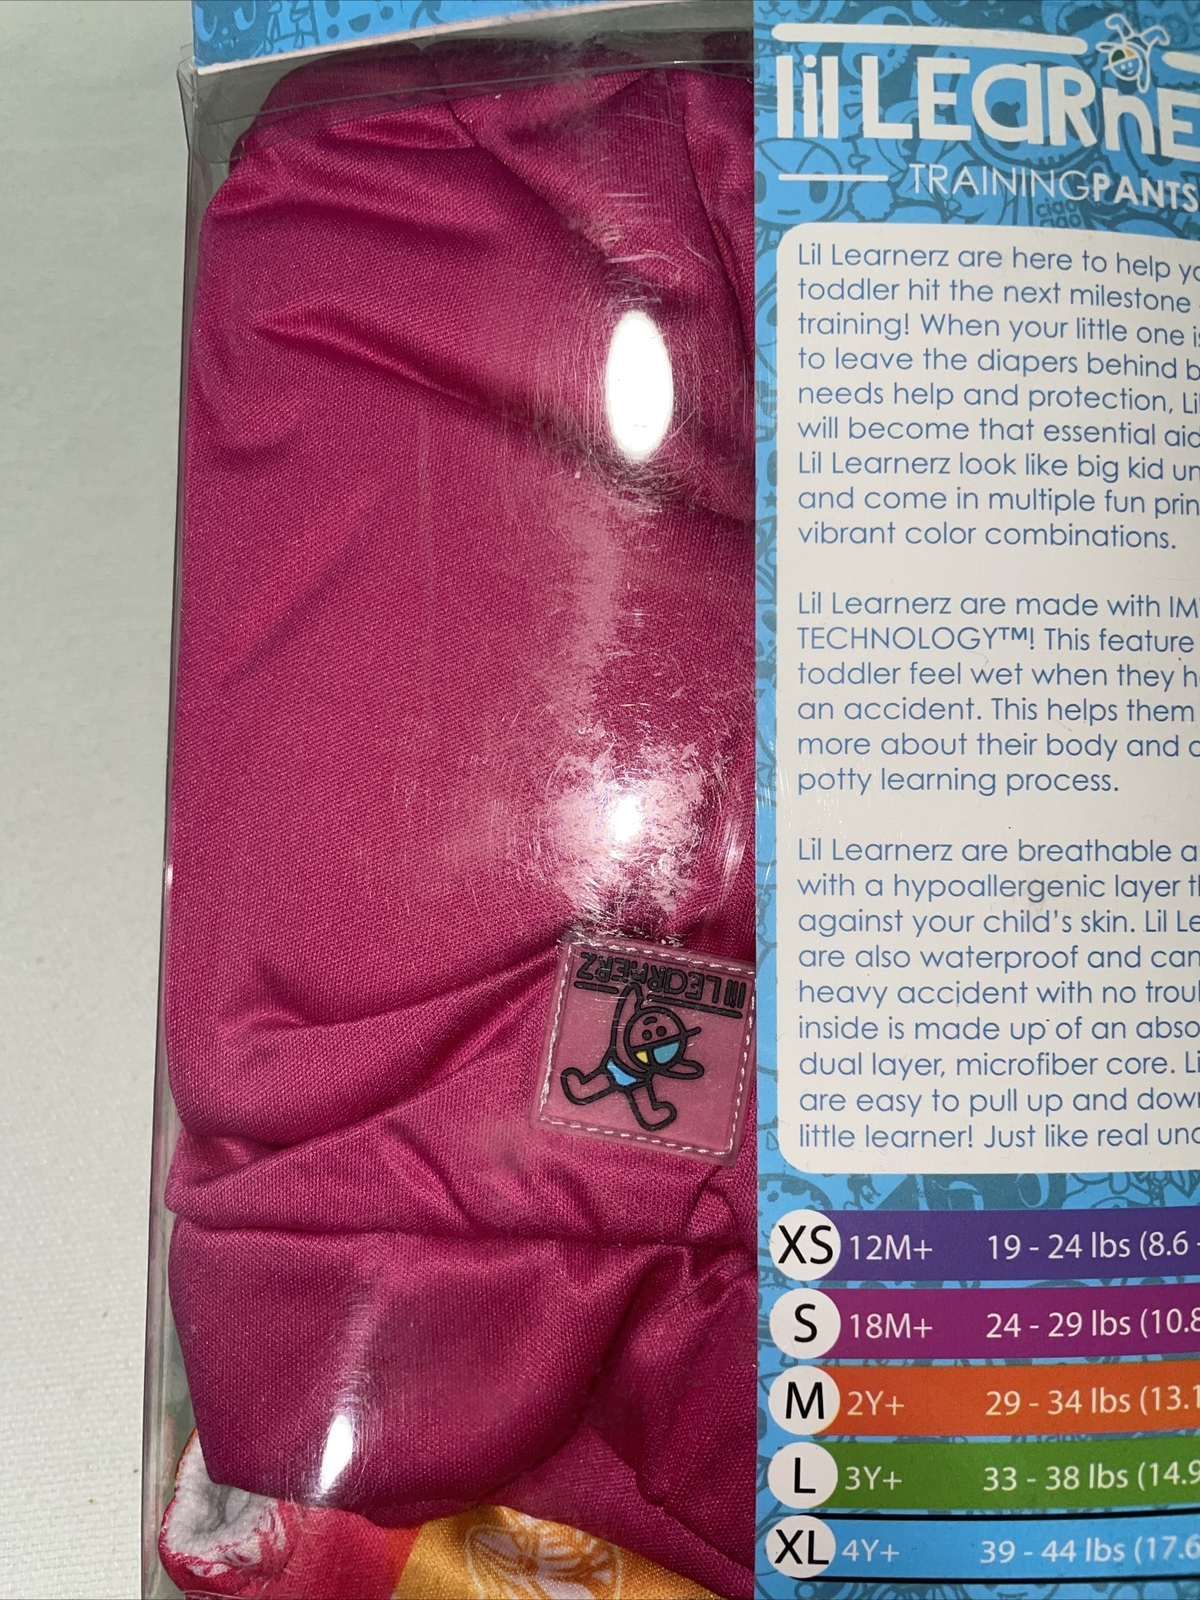 lil LEARNE
TRAININGPANTS
ciao
ciao
Lil Learnerz are here to help yo
toddler hit the next milestone
training! When your little one is
to leave the diapers behind b
needs help and protection, Lil
will become that essential aid
Lil Learnerz look like big kid un
and come in multiple fun prin
vibrant color combinations.
Lil Learnerz are made with IM
TECHNOLOGY™! This feature
toddler feel wet when they h
an accident. This helps them
more about their body and
potty learning process.
Lil Learnerz are breathable a
with a hypoallergenic layer th
against your child's skin. Lil Le
are also waterproof and can
heavy accident with no trou
inside is made up of an abso
dual layer, microfiber core. Li
are easy to pull up and dow
little learner! Just like real und
lil LEARNERZ
XS 12M+ 19 - 24 lbs (8.6 -
S 18M+ 24 - 29 lbs (10.8
M 2Y+ 29 - 34 lbs (13.1
L 3Y+ 33 - 38 lbs (14.9
XL 4Y+ 39 - 44 lbs (17.6